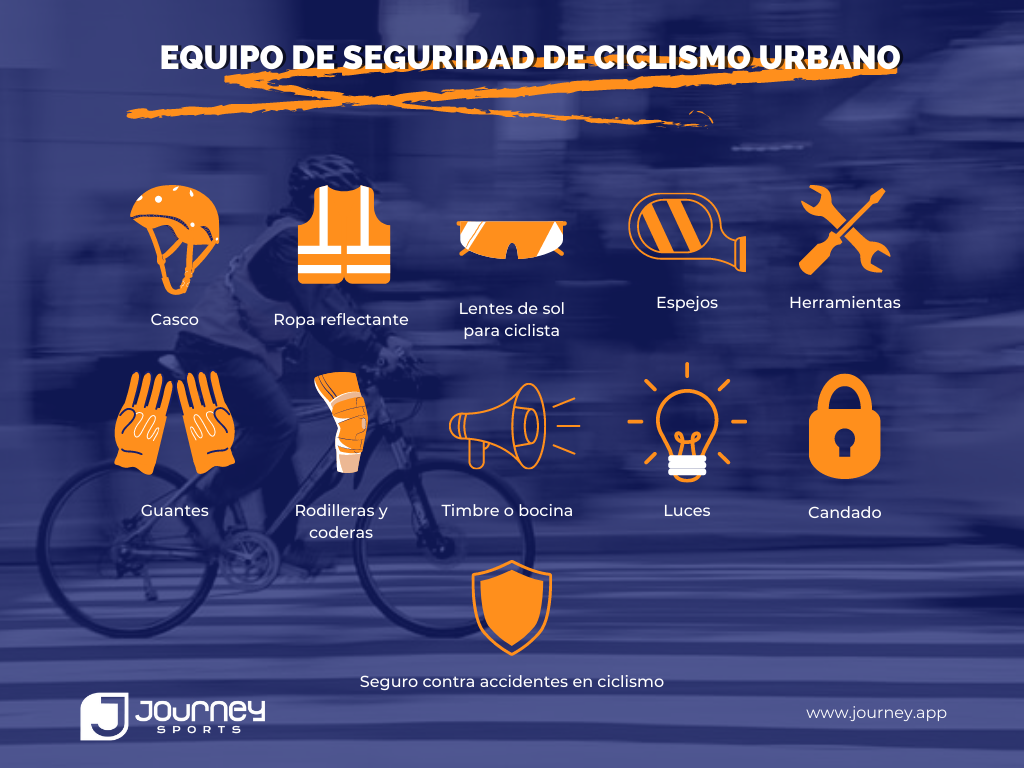 EQUIPO DE SEGURIDAD DE CICLISMO URBANO
Casco
Ropa reflectante
Lentes de sol
para ciclista
Espejos
Herramientas
Guantes
Rodilleras y
coderas
Timbre o bocina
Luces
Candado
Seguro contra accidentes en ciclismo
Journey
SPORTS
www.journey.app